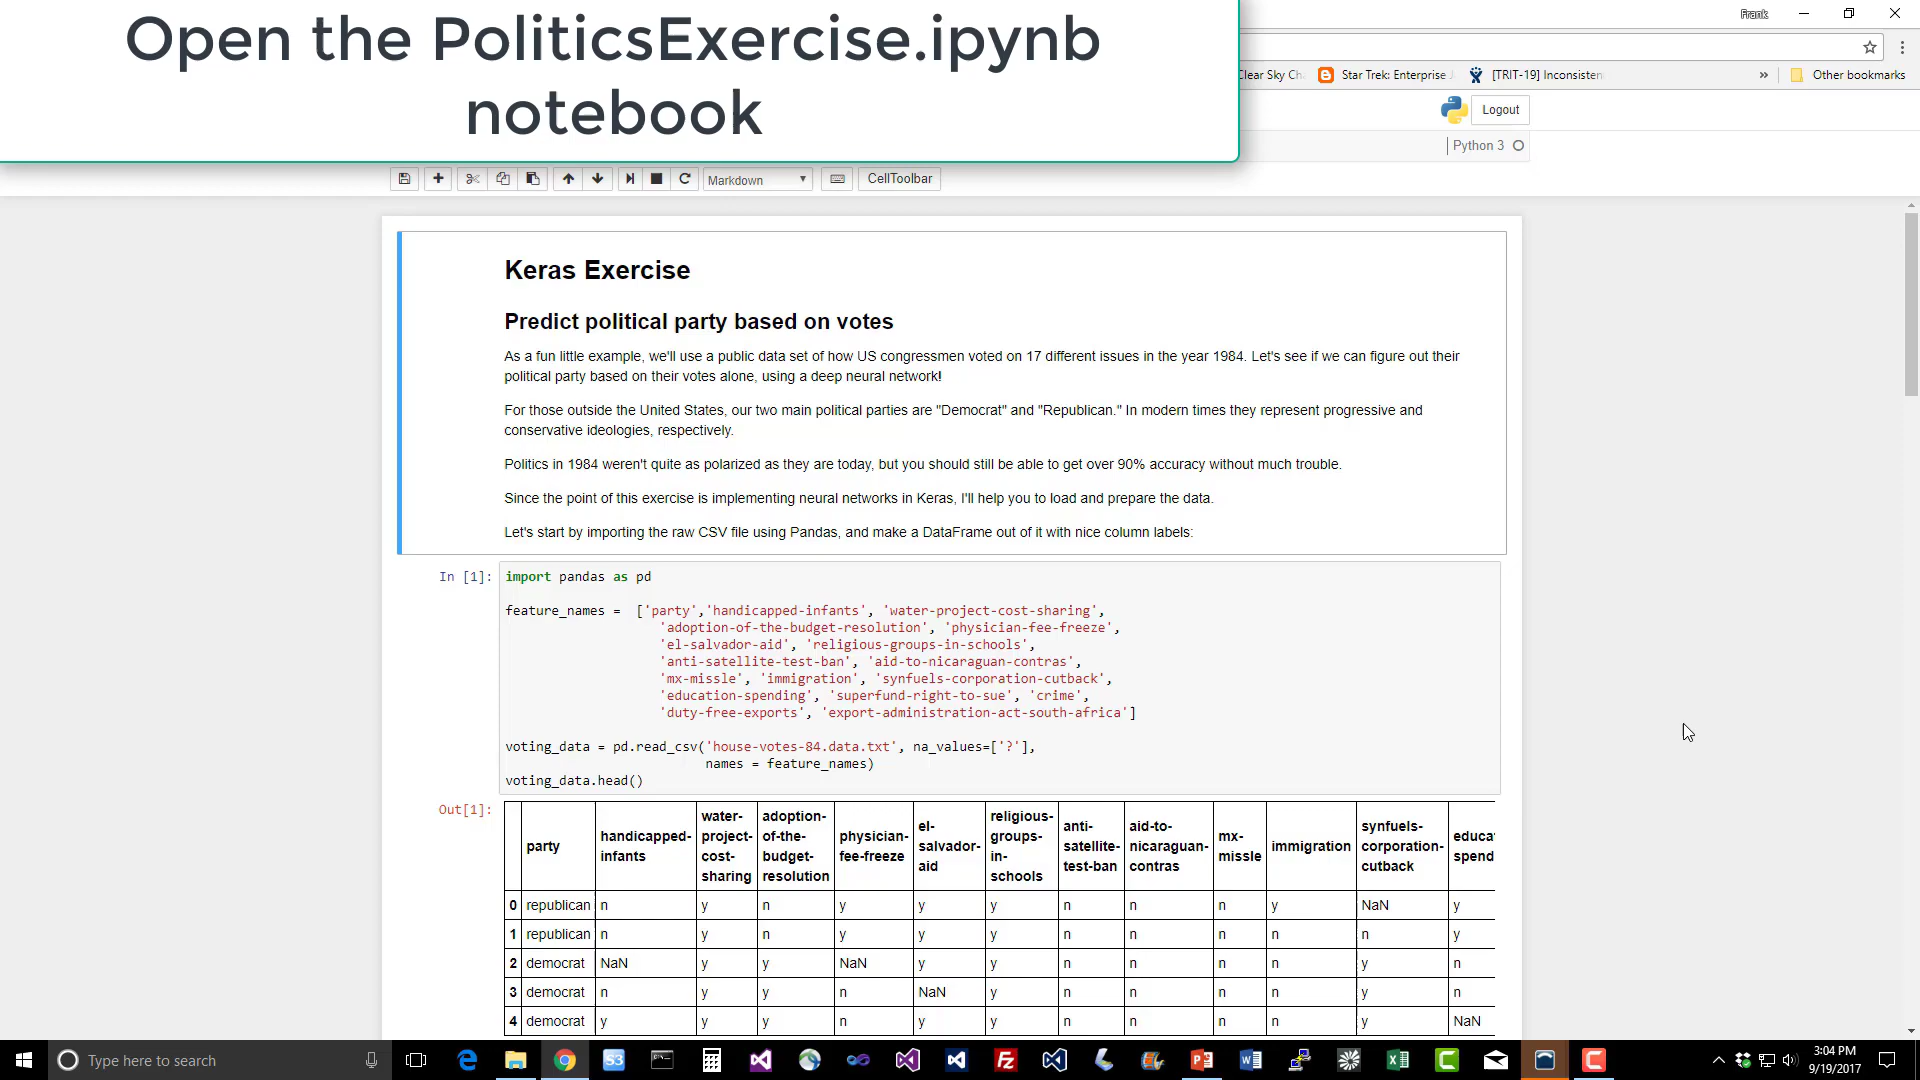 Open the PoliticsExercise.ipynb
notebook
Frank
Clear Sky Ch
Star Trek: Enterprise
[TRIT-19] Inconsisten
»
Other bookmarks
Logout
Python 3
Markdown
CellToolbar
Keras Exercise
Predict political party based on votes
As a fun little example, we'll use a public data set of how US congressmen voted on 17 different issues in the year 1984. Let's see if we can figure out their
political party based on their votes alone, using a deep neural network!
For those outside the United States, our two main political parties are "Democrat" and "Republican." In modern times they represent progressive and
conservative ideologies, respectively.
Politics in 1984 weren't quite as polarized as they are today, but you should still be able to get over 90% accuracy without much trouble.
Since the point of this exercise is implementing neural networks in Keras, I'll help you to load and prepare the data.
Let's start by importing the raw CSV file using Pandas, and make a DataFrame out of it with nice column labels:
In [1]:
import pandas as pd
feature_names =  ['party','handicapped-infants', 'water-project-cost-sharing',
'adoption-of-the-budget-resolution', 'physician-fee-freeze',
'el-salvador-aid', 'religious-groups-in-schools',
'anti-satellite-test-ban', 'aid-to-nicaraguan-contras',
'mx-missle', 'immigration', 'synfuels-corporation-cutback',
'education-spending', 'superfund-right-to-sue', 'crime',
'duty-free-exports', 'export-administration-act-south-africa']
voting_data = pd.read_csv('house-votes-84.data.txt', na_values=['?'],
names = feature_names)
voting_data.head()
Out[1]:
party handicapped-infants water-project-cost-sharing adoption-of-the-budget-resolution physician-fee-freeze el-salvador-aid religious-groups-in-schools anti-satellite-test-ban aid-to-nicaraguan-contras mx-missle immigration synfuels-corporation-cutback educa spend
0 republican n y n y y y n n n y NaN y
1 republican n y n y y y n n n n n y
2 democrat NaN y y NaN y y n n n n y n
3 democrat n y y n NaN y n n n n y n
4 democrat y y y n y y n n n n y NaN
Type here to search
3:04 PM
9/19/2017